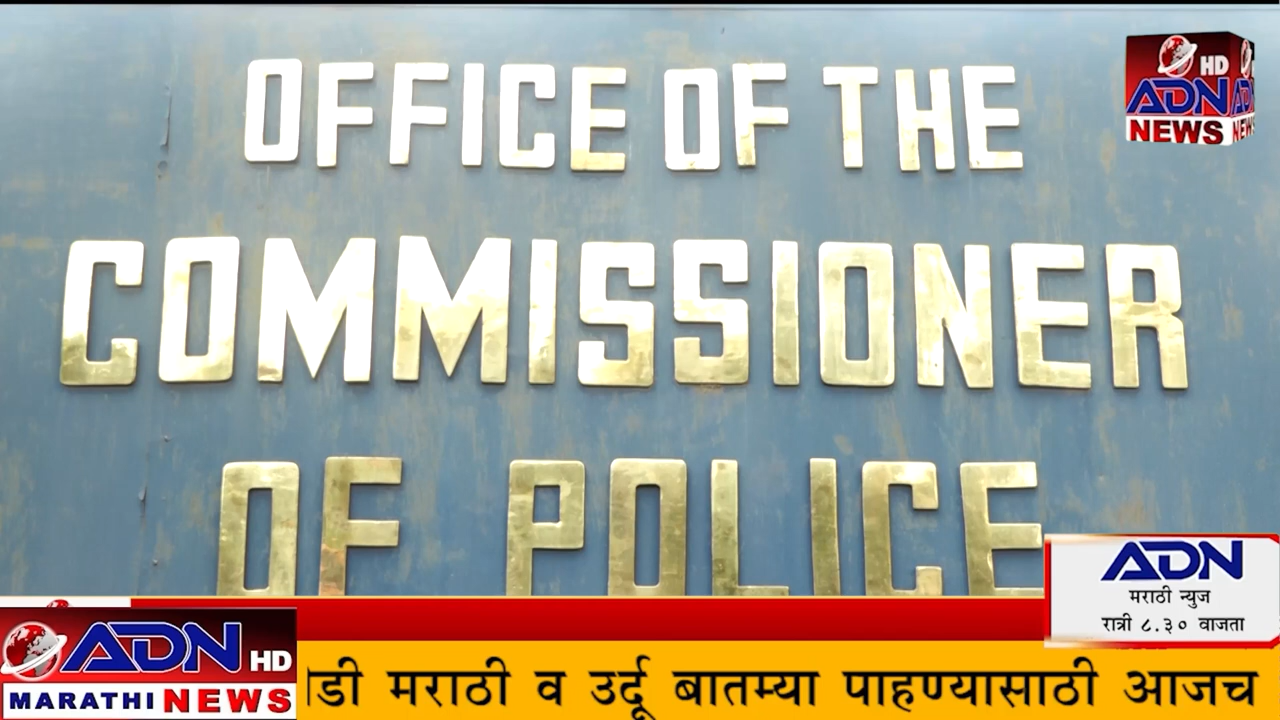 OFFICE OF THE
HD
ADN
NEWS
COMMISSIONER
OF POLICE
ADN
मराठी न्युज
रात्री ८.३० वाजता
ADN HD
MARATHI NEWS
मराठी व उर्दू बातम्या पाहण्यासाठी आजच